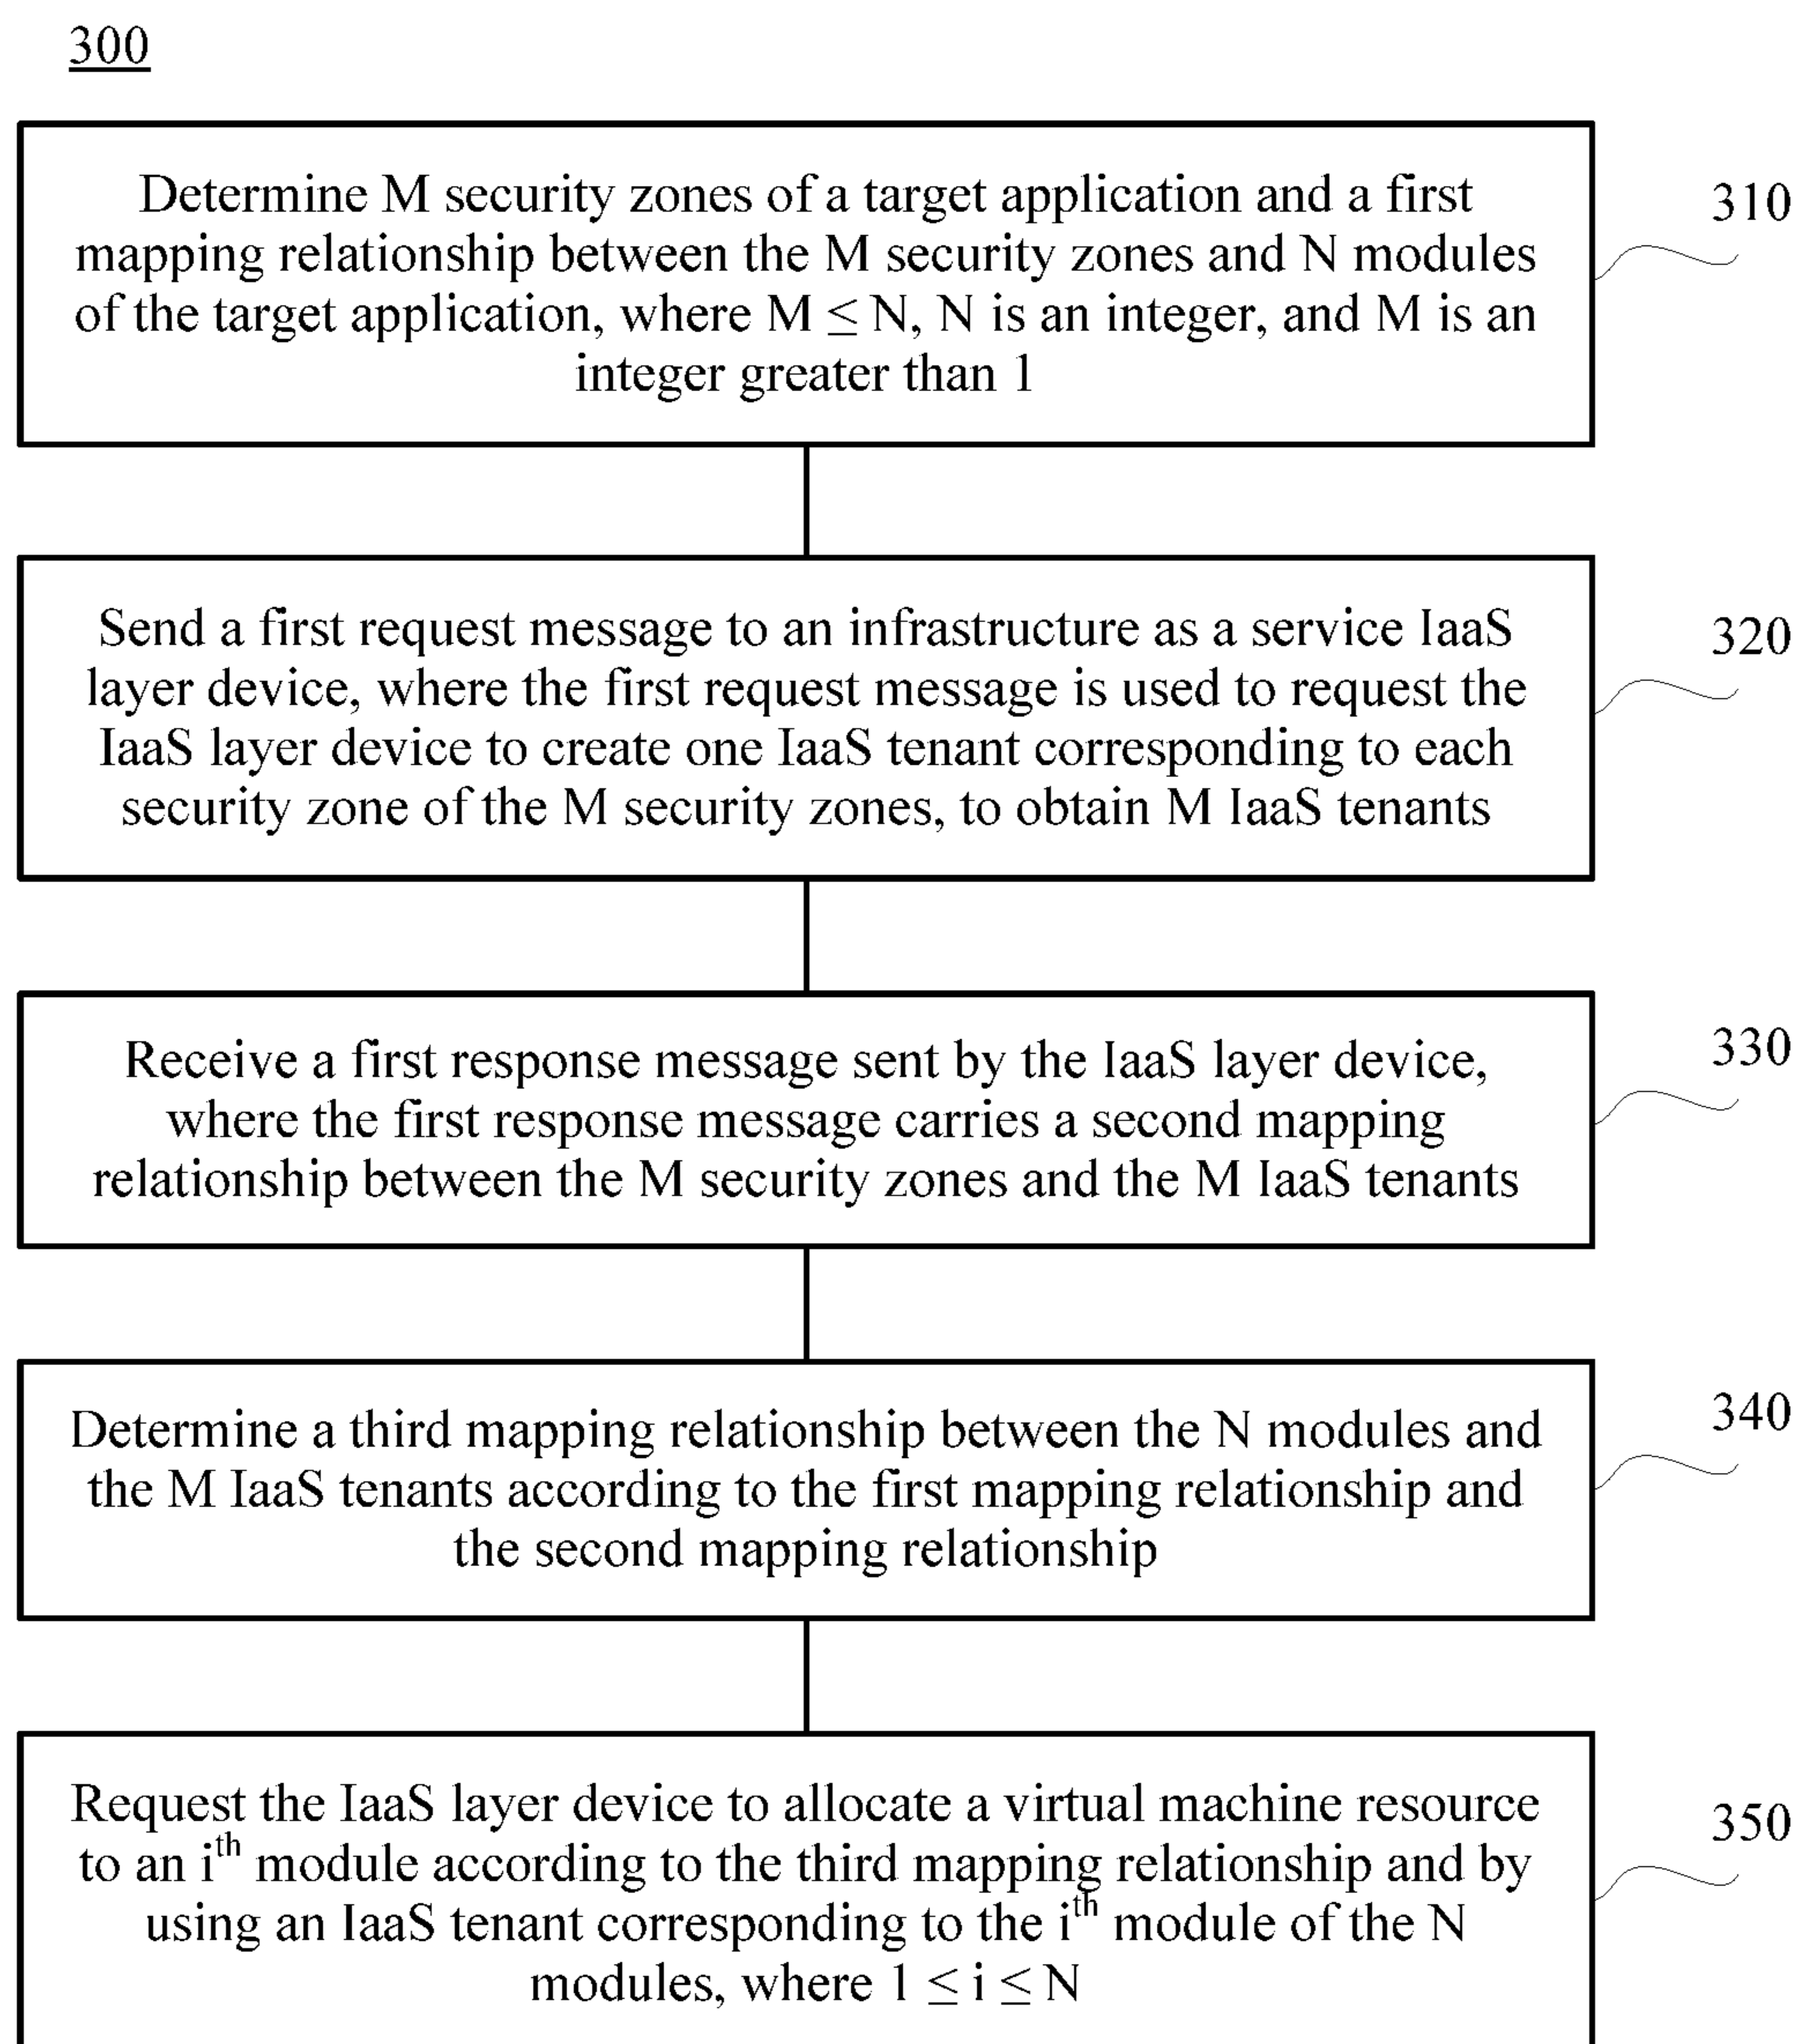 300
Determine M security zones of a target application and a first
mapping relationship between the M security zones and N modules
of the target application, where M ≤ N, N is an integer, and M is an
integer greater than 1
310
Send a first request message to an infrastructure as a service IaaS
layer device, where the first request message is used to request the
IaaS layer device to create one IaaS tenant corresponding to each
security zone of the M security zones, to obtain M IaaS tenants
320
Receive a first response message sent by the IaaS layer device,
where the first response message carries a second mapping
relationship between the M security zones and the M IaaS tenants
330
Determine a third mapping relationship between the N modules and
the M IaaS tenants according to the first mapping relationship and
the second mapping relationship
340
Request the IaaS layer device to allocate a virtual machine resource
to an i^th module according to the third mapping relationship and by
using an IaaS tenant corresponding to the i^th module of the N
modules, where 1 ≤ i ≤ N
350